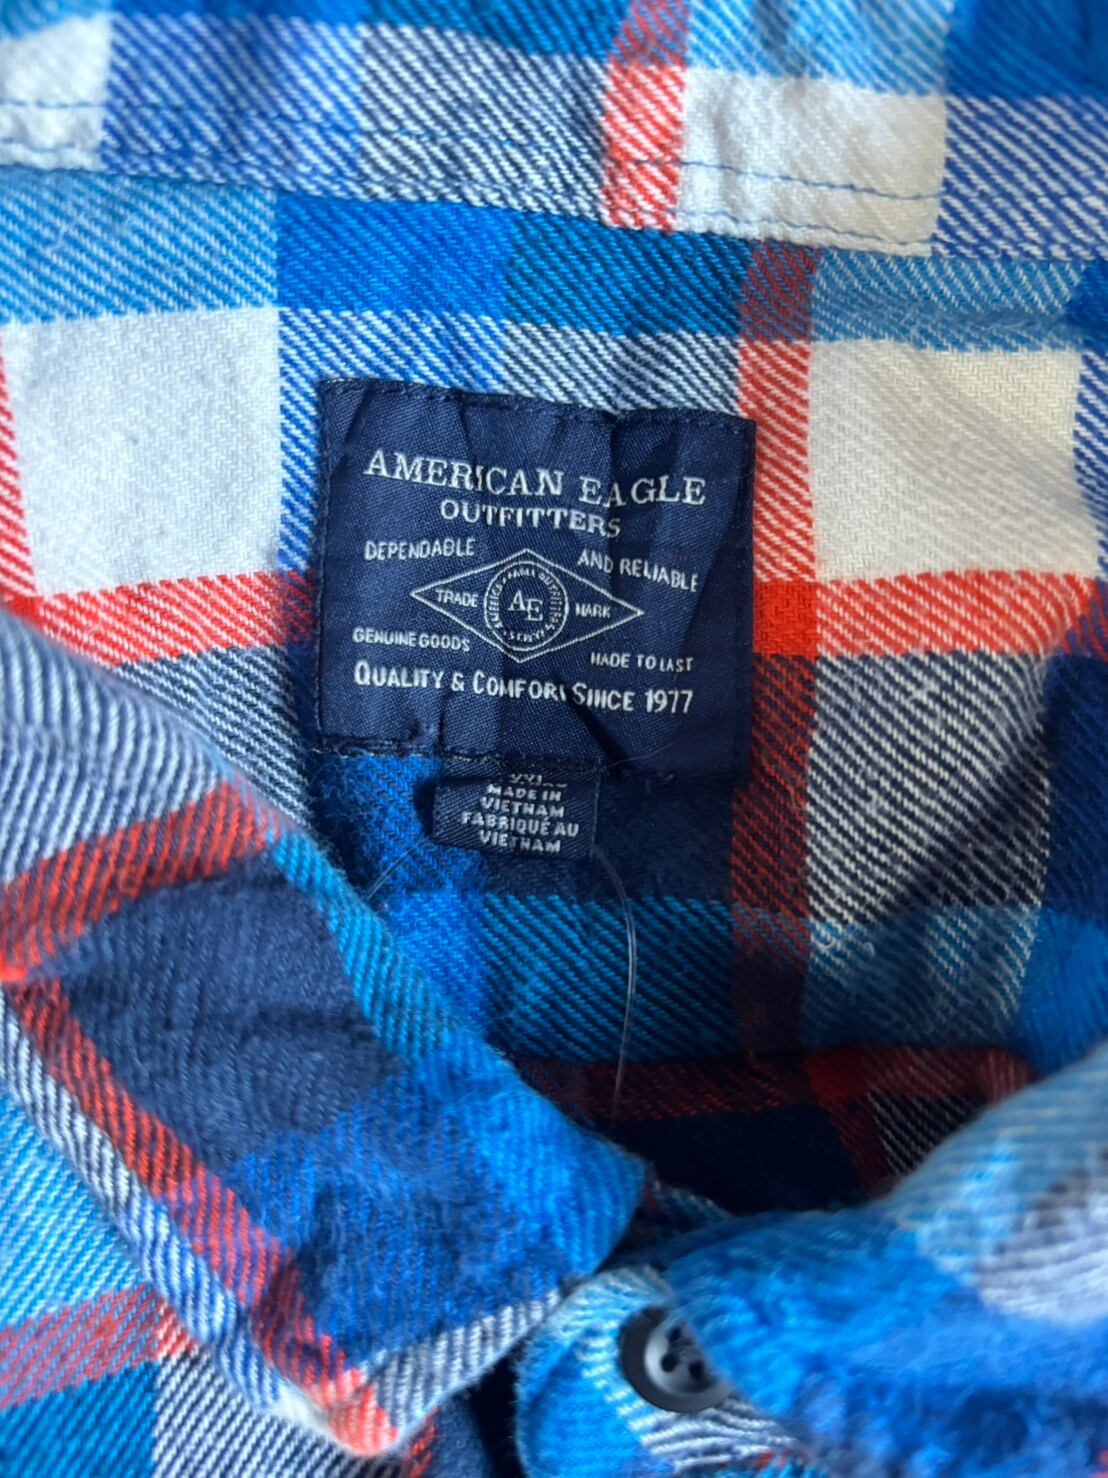 AMERICAN EAGLE
OUTFITTERS
DEPENDABLE AND RELIABLE
TRADE AE MARK
GENUINE GOODS MADE TO LAST
QUALITY & COMFORT SINCE 1977
MADE IN
VIETNAM
FABRIQUÉ AU
VIETNAM